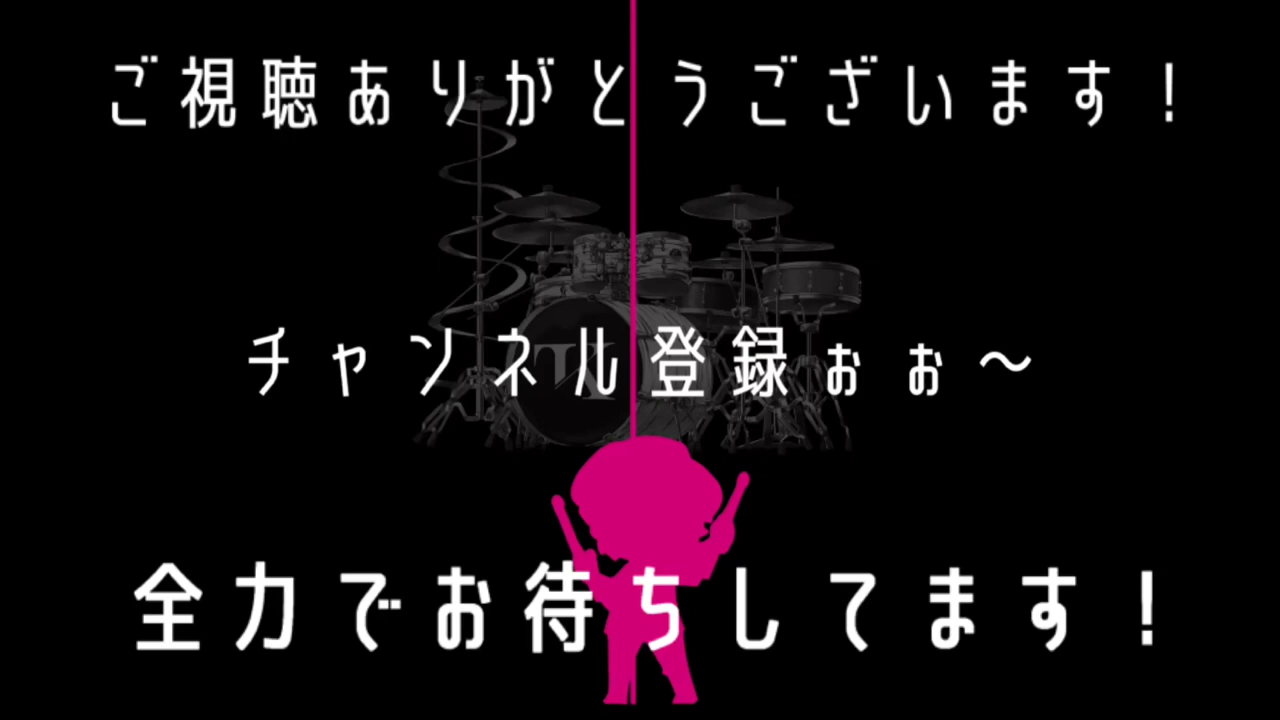 ご視聴ありがとうございます！
チャンネル登録ぉぉ～
TK
全力でお待ちしてます！